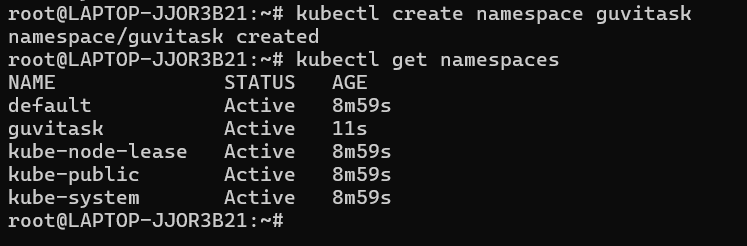 root@LAPTOP-JJOR3B21:~# kubectl create namespace guvitask
namespace/guvitask created
root@LAPTOP-JJOR3B21:~# kubectl get namespaces
NAME              STATUS   AGE
default           Active   8m59s
guvitask          Active   11s
kube-node-lease   Active   8m59s
kube-public       Active   8m59s
kube-system       Active   8m59s
root@LAPTOP-JJOR3B21:~#